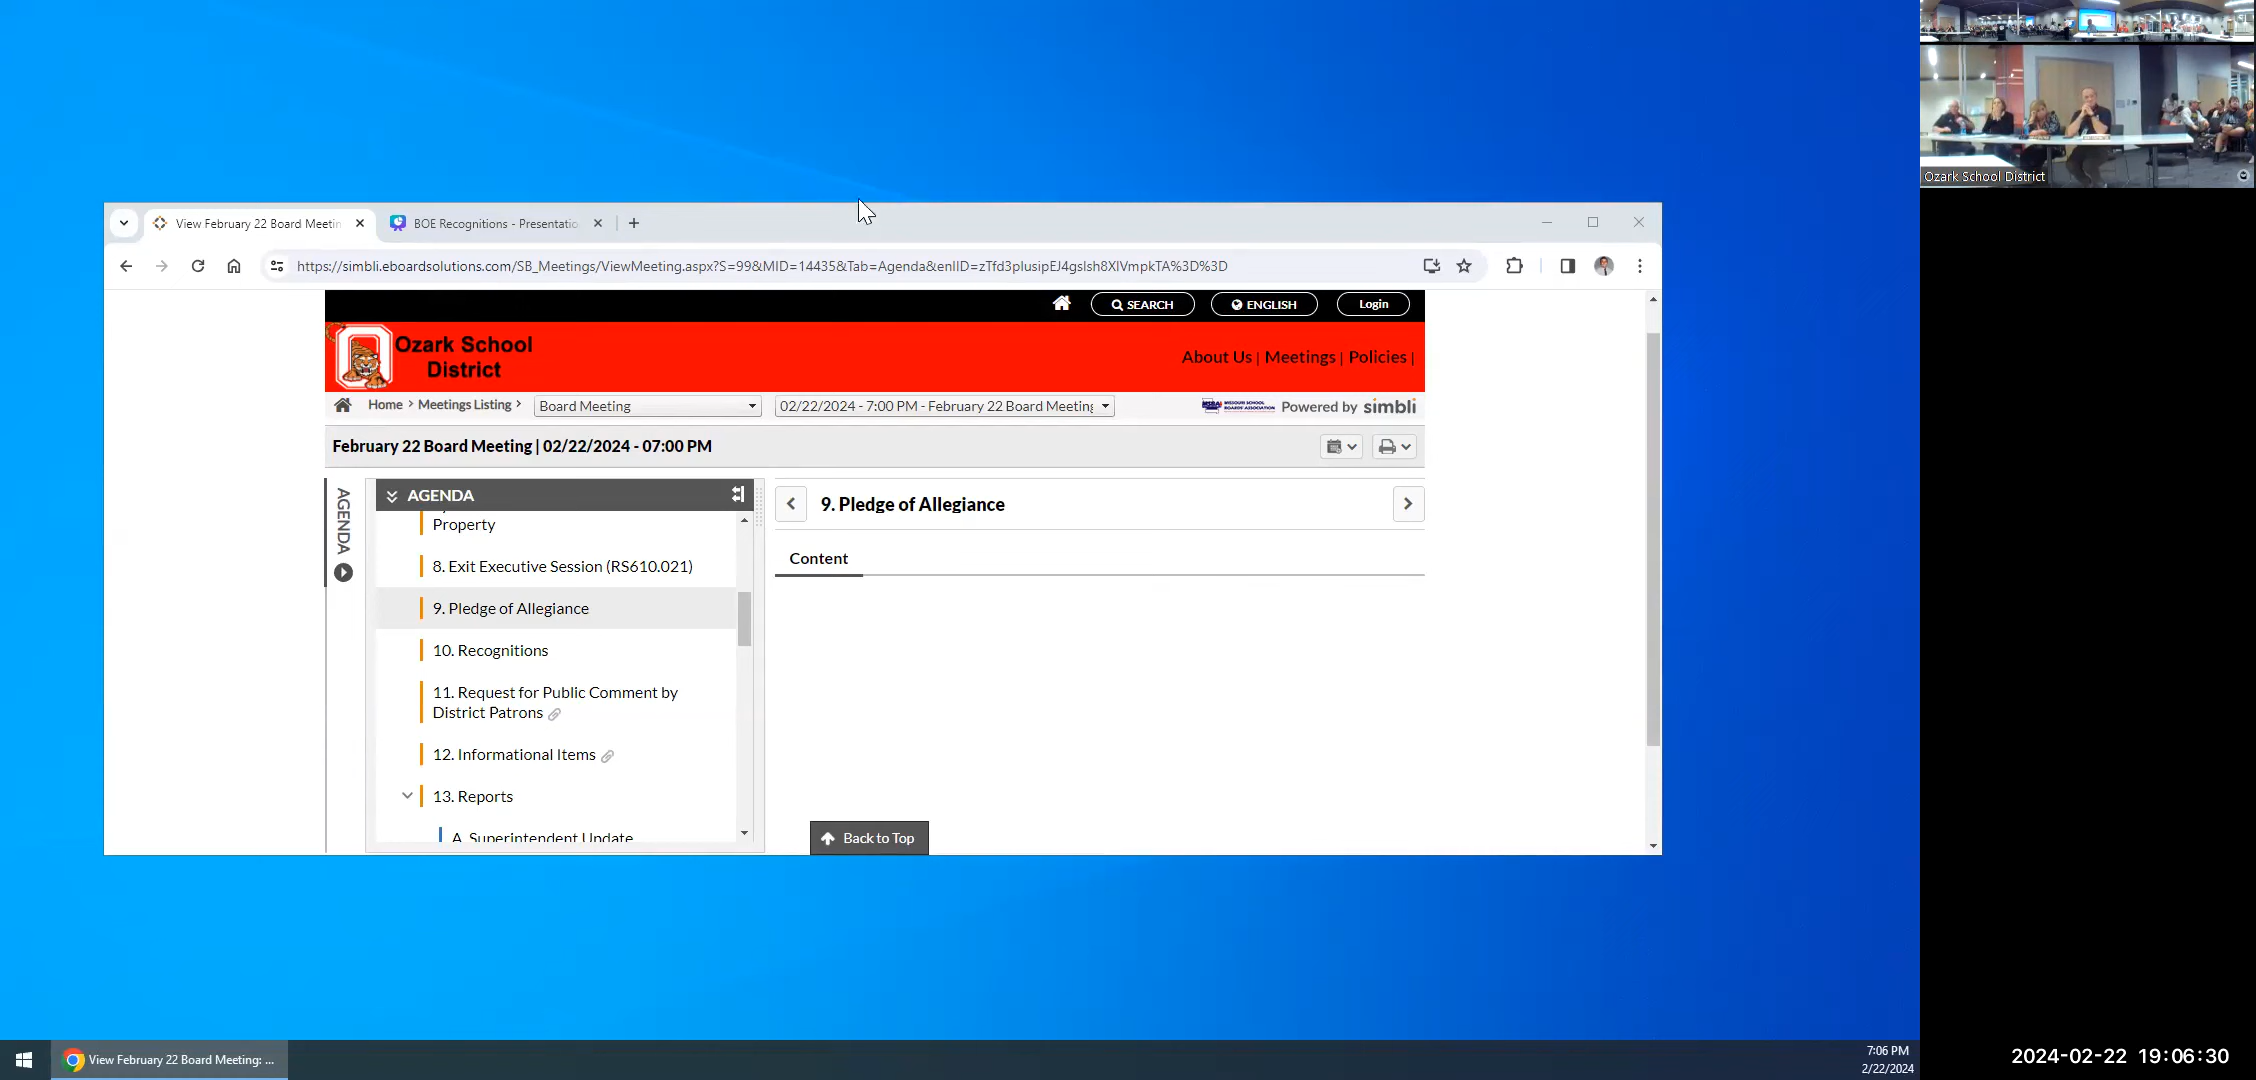 View February 22 Board Meetin
BOE Recognitions - Presentatio
https://simbli.eboardsolutions.com/SB_Meetings/ViewMeeting.aspx?S=99&MID=14435&Tab=Agenda&enIID=zTfd3plusipEJ4gslsh8XIVmpkTA%3D%3D
SEARCH
ENGLISH
Login
Ozark School
District
About Us | Meetings | Policies |
Home > Meetings Listing >
Board Meeting
02/22/2024 - 7:00 PM - February 22 Board Meeting
MISSOURI SCHOOL BOARDS' ASSOCIATION
Powered by simbli
February 22 Board Meeting | 02/22/2024 - 07:00 PM
AGENDA
AGENDA
Property
8. Exit Executive Session (RS610.021)
9. Pledge of Allegiance
10. Recognitions
11. Request for Public Comment by
District Patrons
12. Informational Items
13. Reports
A. Superintendent Update
9. Pledge of Allegiance
Content
Back to Top
Ozark School District
View February 22 Board Meeting: ...
7:06 PM
2/22/2024
2024-02-22 19:06:30